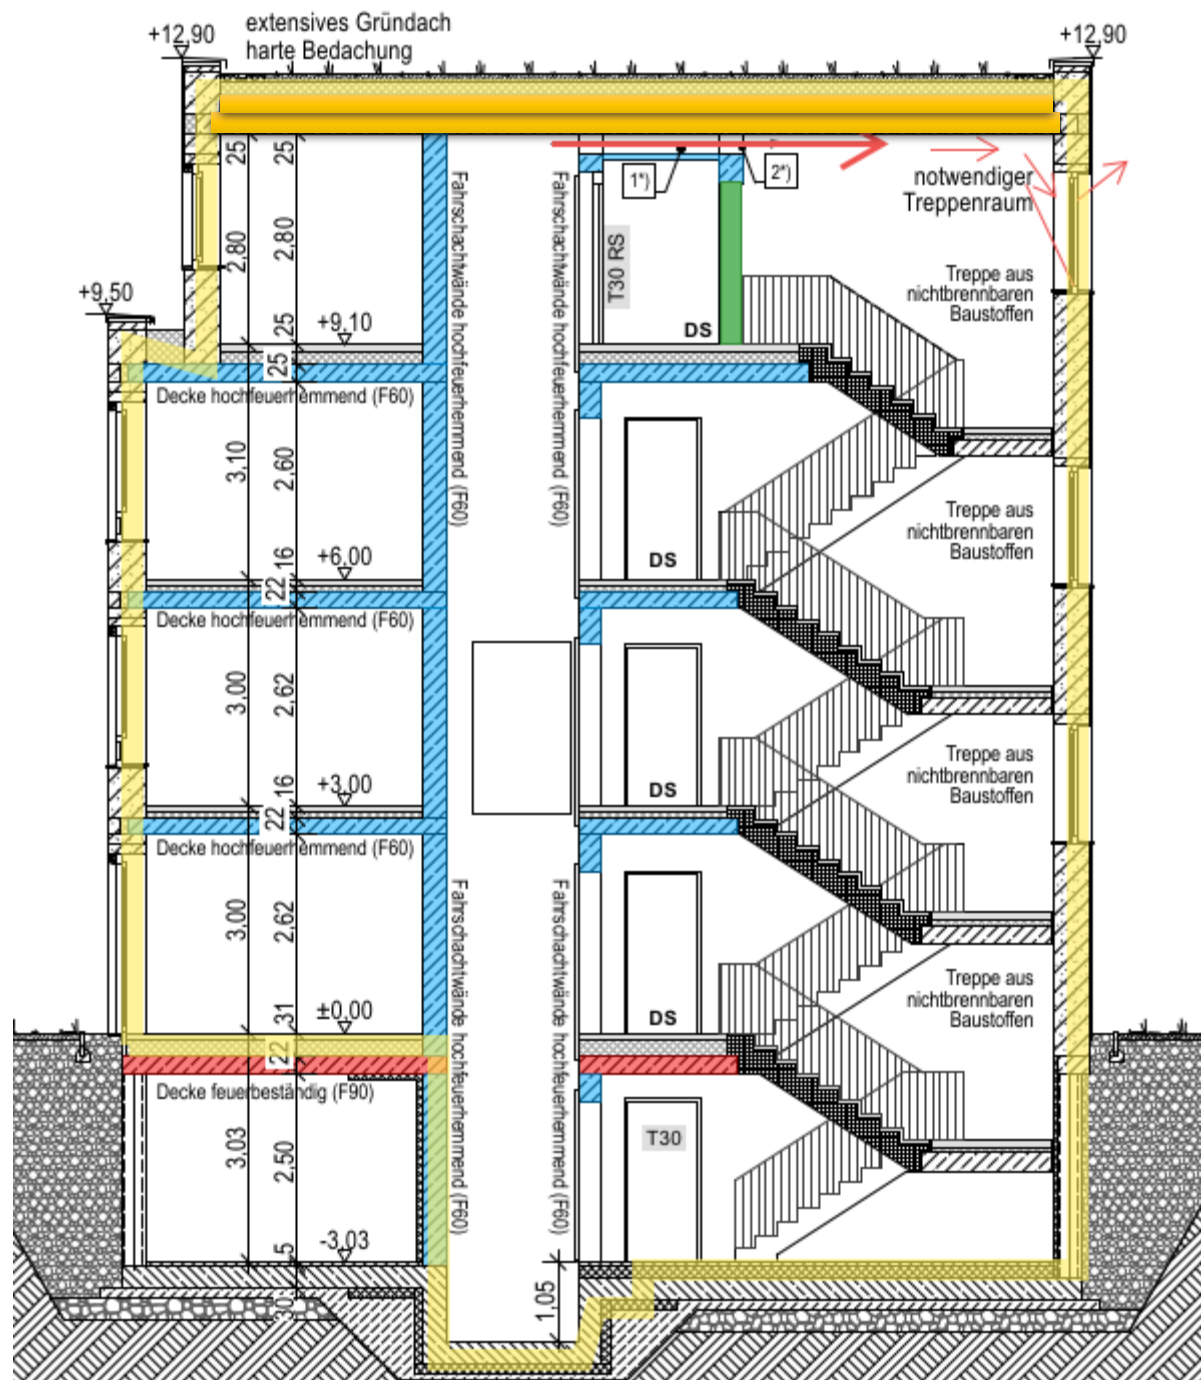 extensives Gründach
harte Bedachung
+12,90
+12,90
25
25
1*)
2*)
notwendiger
Treppenraum
2,80
2,80
Fahrschachtwände hochfeuerhemmend (F60)
Fahrschachtwände hochfeuerhemmend (F60)
T30 RS
Treppe aus
nichtbrennbaren
Baustoffen
+9,50
+9,10
25
25
DS
Decke hochfeuerhemmend (F60)
3,10
2,60
Treppe aus
nichtbrennbaren
Baustoffen
+6,00
22
16
DS
Decke hochfeuerhemmend (F60)
3,00
2,62
Treppe aus
nichtbrennbaren
Baustoffen
+3,00
22
16
DS
Decke hochfeuerhemmend (F60)
3,00
2,62
Fahrschachtwände hochfeuerhemmend (F60)
Fahrschachtwände hochfeuerhemmend (F60)
Treppe aus
nichtbrennbaren
Baustoffen
±0,00
31
22
DS
Decke feuerbeständig (F90)
3,03
2,50
T30
-3,03
1,05